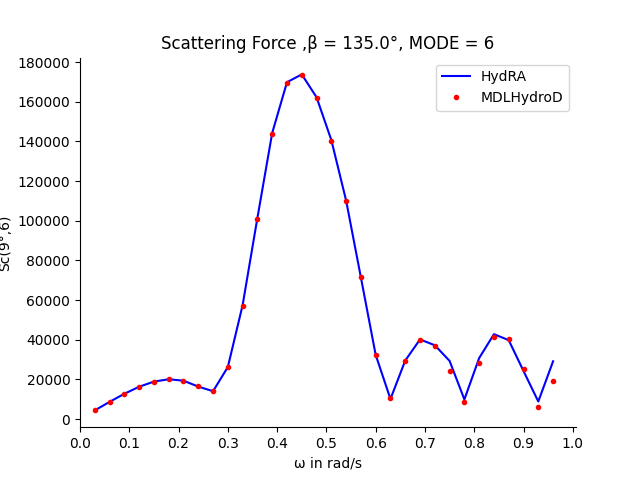 Scattering Force ,β = 135.0°, MODE = 6
HydRA
MDLHydroD
180000
160000
140000
120000
100000
80000
60000
40000
20000
0
Sc(9°,6)
0.0 0.1 0.2 0.3 0.4 0.5 0.6 0.7 0.8 0.9 1.0
ω in rad/s